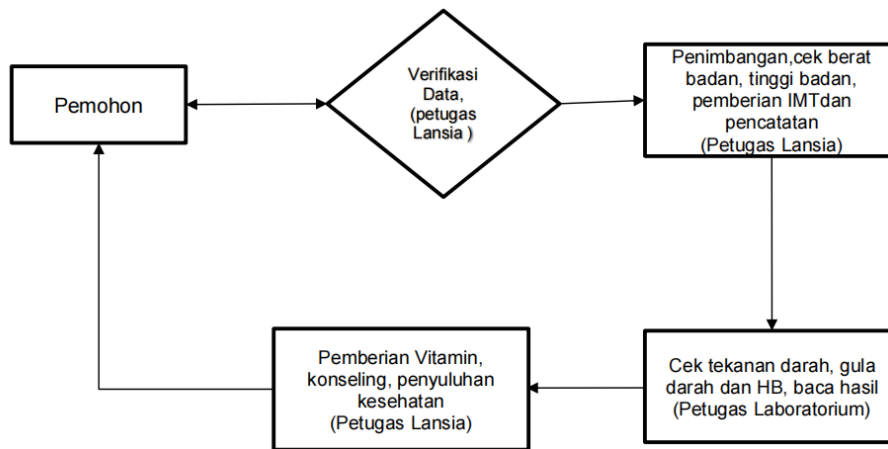 Pemohon
Verifikasi
Data,
(petugas
Lansia )
Penimbangan,cek berat
badan, tinggi badan,
pemberian IMTdan
pencatatan
(Petugas Lansia)
Pemberian Vitamin,
konseling, penyuluhan
kesehatan
(Petugas Lansia)
Cek tekanan darah, gula
darah dan HB, baca hasil
(Petugas Laboratorium)